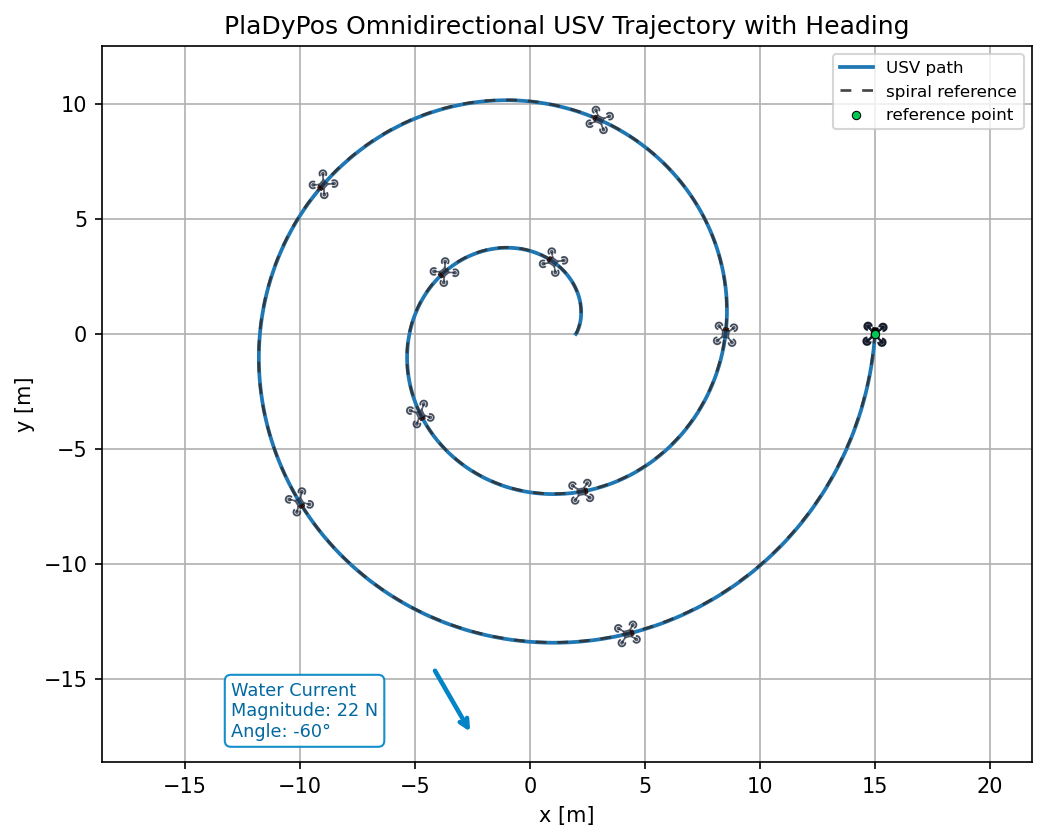 PlaDyPos Omnidirectional USV Trajectory with Heading
USV path
spiral reference
reference point
10
5
0
−5
−10
−15
y [m]
Water Current
Magnitude: 22 N
Angle: -60°
−15
−10
−5
0
5
10
15
20
x [m]